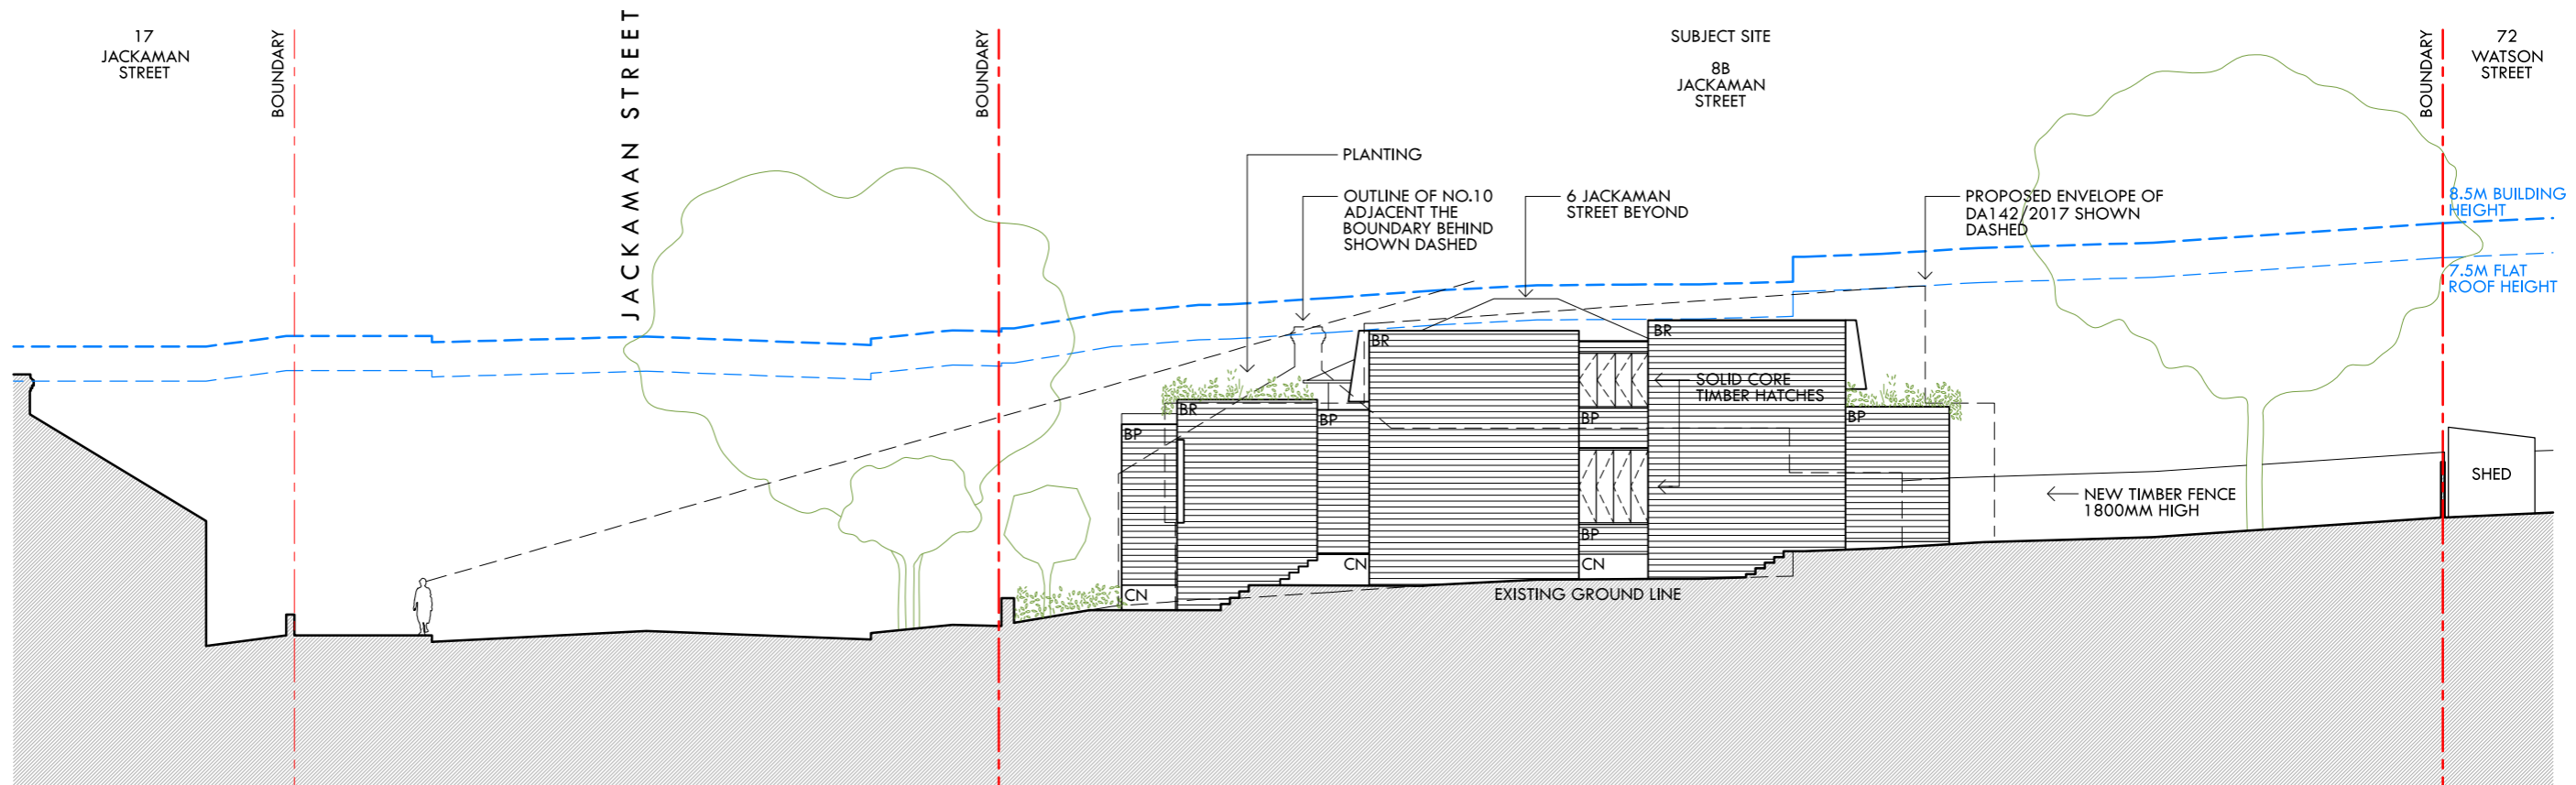 17
JACKAMAN
STREET
BOUNDARY
JACKAMAN STREET
BOUNDARY
SUBJECT SITE
8B
JACKAMAN
STREET
BOUNDARY
72
WATSON
STREET
PLANTING
OUTLINE OF NO.10
ADJACENT THE
BOUNDARY BEHIND
SHOWN DASHED
6 JACKAMAN
STREET BEYOND
PROPOSED ENVELOPE OF
DA142/2017 SHOWN
DASHED
8.5M BUILDING
HEIGHT
7.5M FLAT
ROOF HEIGHT
BR
BR
SOLID CORE
TIMBER HATCHES
BR
BP
BP
BP
BP
BP
CN
CN
CN
EXISTING GROUND LINE
NEW TIMBER FENCE
1800MM HIGH
SHED